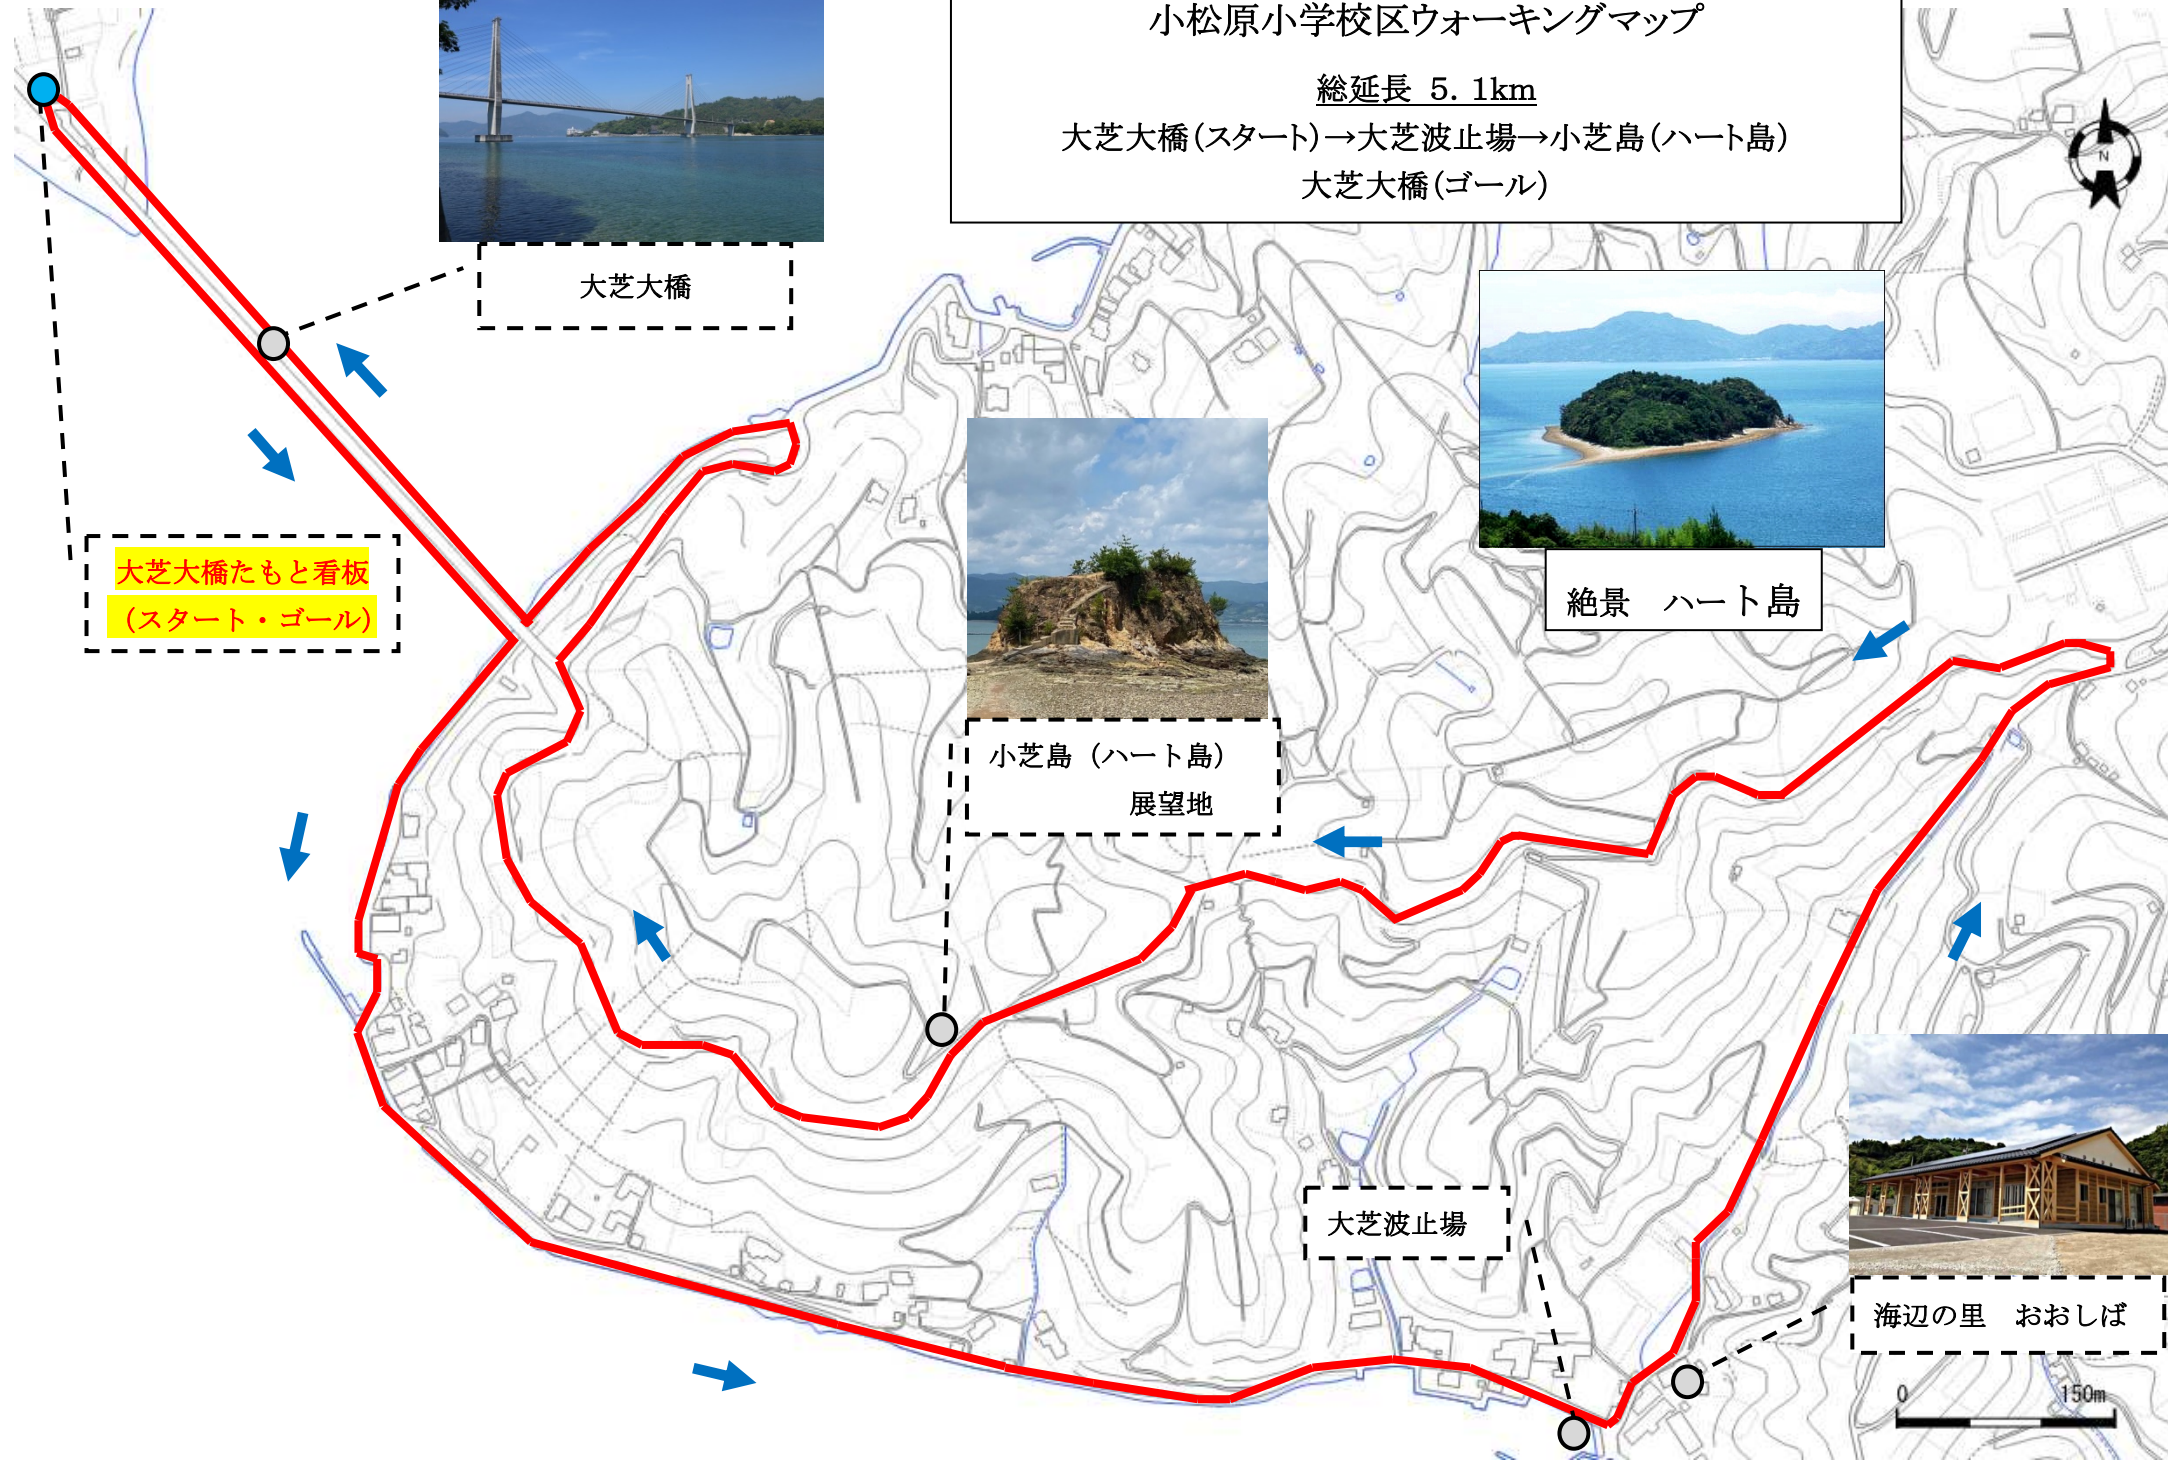 小松原小学校区ウォーキングマップ
総延長 5.1km
大芝大橋(スタート)→大芝波止場→小芝島(ハート島)
大芝大橋(ゴール)
N
大芝大橋
大芝大橋たもと看板
(スタート・ゴール)
絶景 ハート島
小芝島 (ハート島)
展望地
大芝波止場
海辺の里 おおしば
0 150m